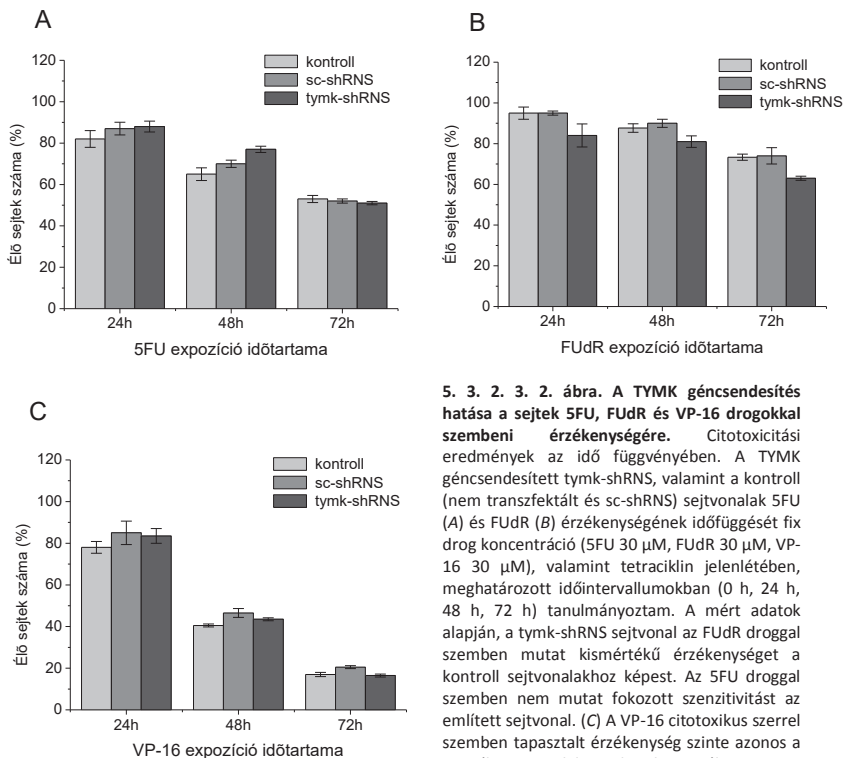 A
120
100
80
60
40
20
0
Élő sejtek száma (%)
kontroll
sc-shRNS
tymk-shRNS
24h 48h 72h
5FU expozíció időtartama
B
120
100
80
60
40
20
0
Élő sejtek száma (%)
kontroll
sc-shRNS
tymk-shRNS
24h 48h 72h
FUdR expozíció időtartama
C
120
100
80
60
40
20
0
Élő sejtek száma (%)
kontroll
sc-shRNS
tymk-shRNS
24h 48h 72h
VP-16 expozíció időtartama
5. 3. 2. 3. 2. ábra. A TYMK géncsendesítés
hatása a sejtek 5FU, FUdR és VP-16 drogokkal
szembeni érzékenységére. Citotoxicitási
eredmények az idő függvényében. A TYMK
géncsendesített tymk-shRNS, valamint a kontroll
(nem transzfektált és sc-shRNS) sejtvonalak 5FU
(A) és FUdR (B) érzékenységének időfüggését fix
drog koncentráció (5FU 30 µM, FUdR 30 µM, VP-
16 30 µM), valamint tetraciklin jelenlétében,
meghatározott időintervallumokban (0 h, 24 h,
48 h, 72 h) tanulmányoztam. A mért adatok
alapján, a tymk-shRNS sejtvonal az FUdR droggal
szemben mutat kismértékű érzékenységet a
kontroll sejtvonalakhoz képest. Az 5FU droggal
szemben nem mutat fokozott szenzitivitást az
említett sejtvonal. (C) A VP-16 citotoxikus szerrel
szemben tapasztalt érzékenység szinte azonos a